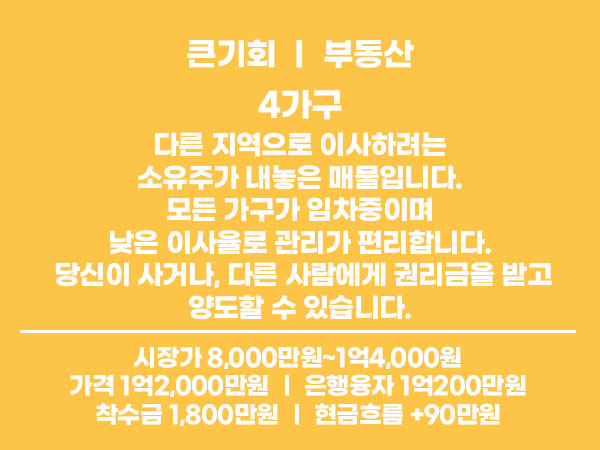 큰기회 | 부동산
4가구
다른 지역으로 이사하려는
소유주가 내놓은 매물입니다.
모든 가구가 임차중이며
낮은 이사율로 관리가 편리합니다.
당신이 사거나, 다른 사람에게 권리금을 받고
양도할 수 있습니다.
시장가 8,000만원~1억4,000원
가격 1억2,000만원 | 은행융자 1억200만원
착수금 1,800만원 | 현금흐름 +90만원